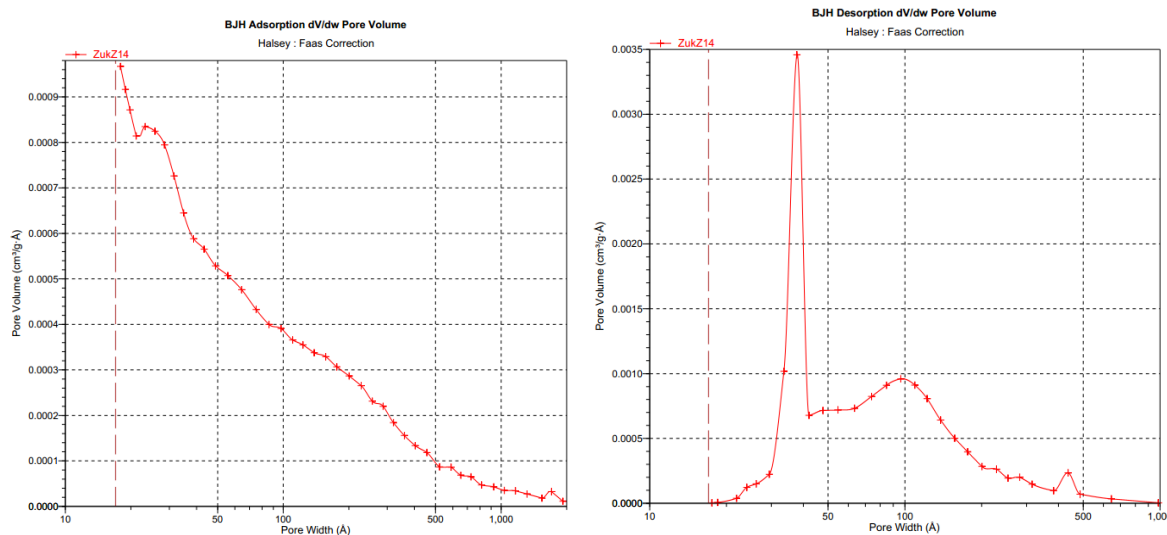 BJH Adsorption dV/dw Pore Volume
Halsey : Faas Correction
ZukZ14
0.0009
0.0008
0.0007
0.0006
0.0005
0.0004
0.0003
0.0002
0.0001
0.0000
10
50
100
500
1,000
Pore Width (Å)
Pore Volume (cm³/g·Å)
BJH Desorption dV/dw Pore Volume
Halsey : Faas Correction
ZukZ14
0.0035
0.0030
0.0025
0.0020
0.0015
0.0010
0.0005
0.0000
10
50
100
500
1,00
Pore Width (Å)
Pore Volume (cm³/g·Å)